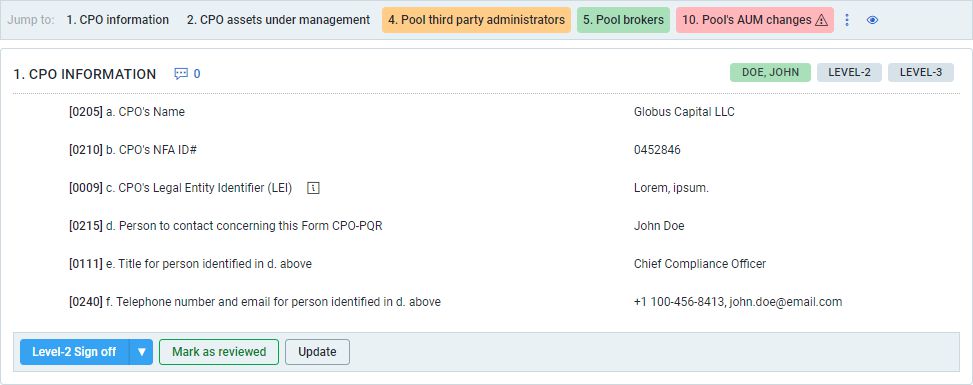 Jump to: 1. CPO information 2. CPO assets under management 4. Pool third party administrators 5. Pool brokers 10. Pool's AUM changes
1. CPO INFORMATION 0 DOE, JOHN LEVEL-2 LEVEL-3
[0205] a. CPO's Name Globus Capital LLC
[0210] b. CPO's NFA ID# 0452846
[0009] c. CPO's Legal Entity Identifier (LEI) Lorem, ipsum.
[0215] d. Person to contact concerning this Form CPO-PQR John Doe
[0111] e. Title for person identified in d. above Chief Compliance Officer
[0240] f. Telephone number and email for person identified in d. above +1 100-456-8413, john.doe@email.com
Level-2 Sign off Mark as reviewed Update